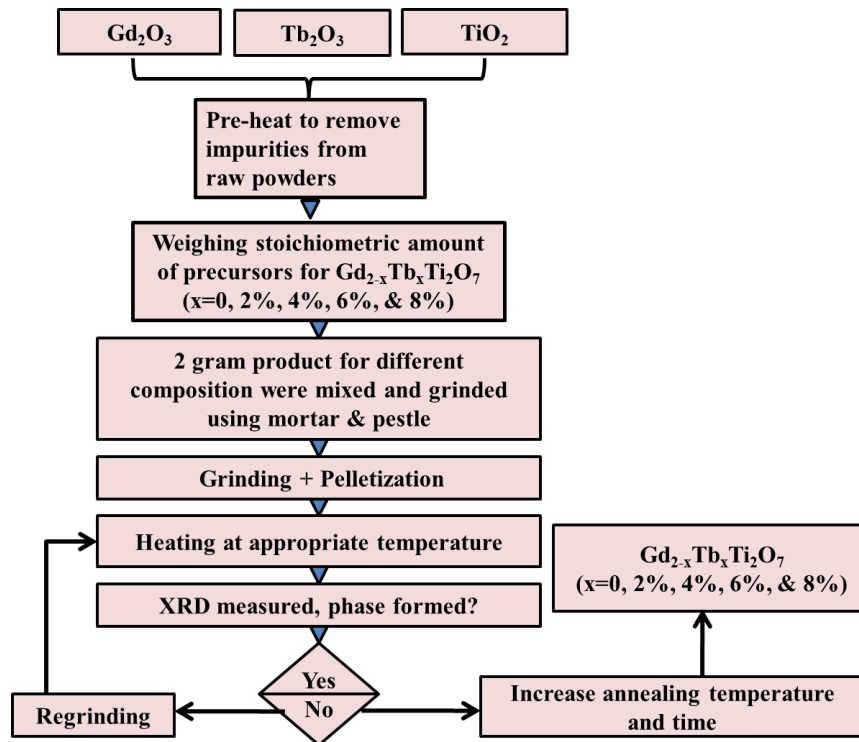 Gd₂O₃
Tb₂O₃
TiO₂
Pre-heat to remove
impurities from
raw powders
Weighing stoichiometric amount
of precursors for Gd₂₋ₓTbₓTi₂O₇
(x=0, 2%, 4%, 6%, & 8%)
2 gram product for different
composition were mixed and grinded
using mortar & pestle
Grinding + Pelletization
Heating at appropriate temperature
XRD measured, phase formed?
Yes
No
Regrinding
Increase annealing temperature
and time
Gd₂₋ₓTbₓTi₂O₇
(x=0, 2%, 4%, 6%, & 8%)